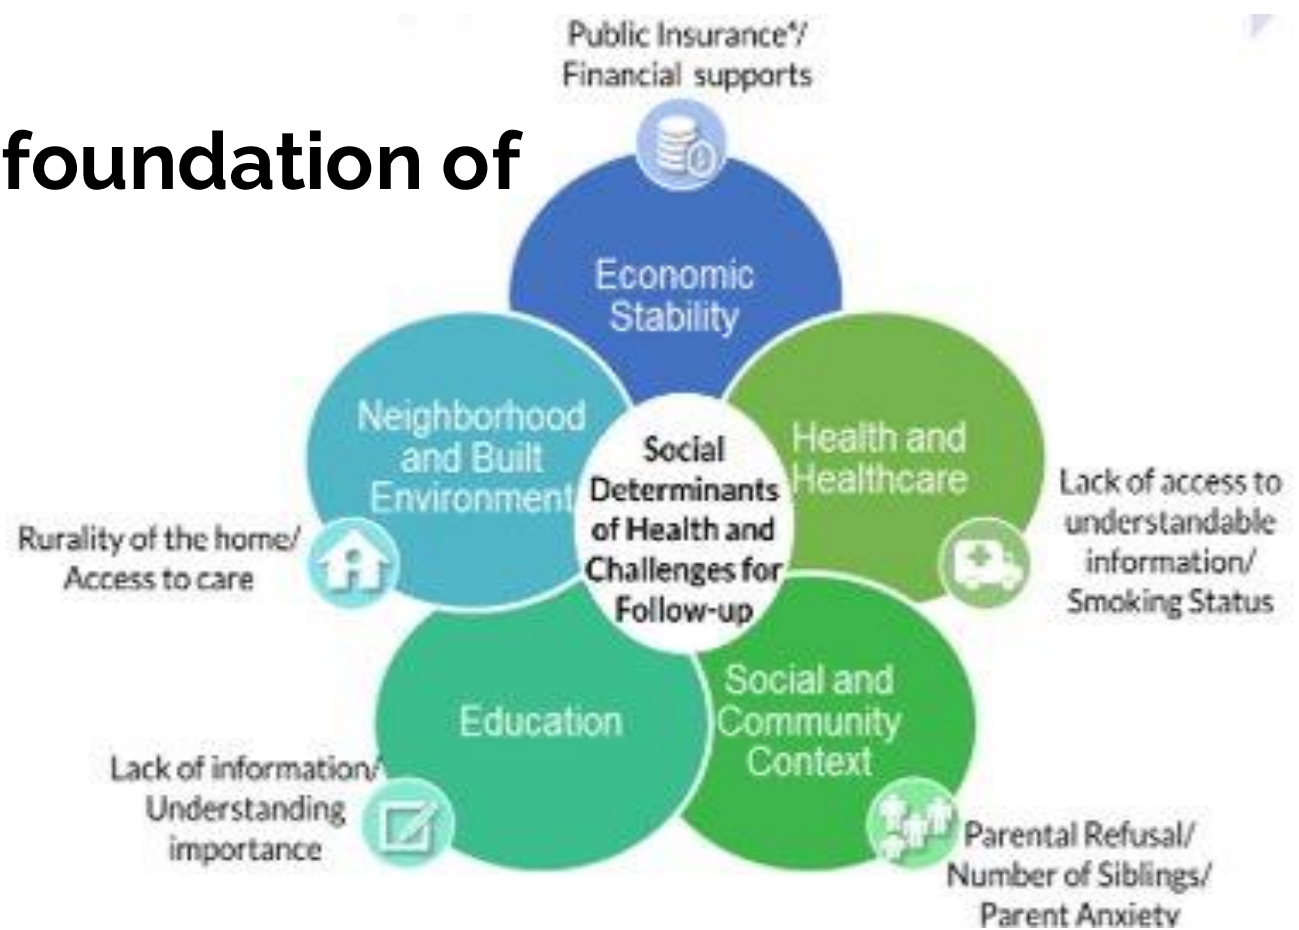 Public Insurance*/
Financial supports
foundation of
Economic
Stability
Neighborhood
and Built
Environment
Health and
Healthcare
Social
Determinants
of Health and
Challenges for
Follow-up
Lack of access to
understandable
information/
Smoking Status
Rurality of the home/
Access to care
Education
Social and
Community
Context
Lack of information/
Understanding
importance
Parental Refusal/
Number of Siblings/
Parent Anxiety